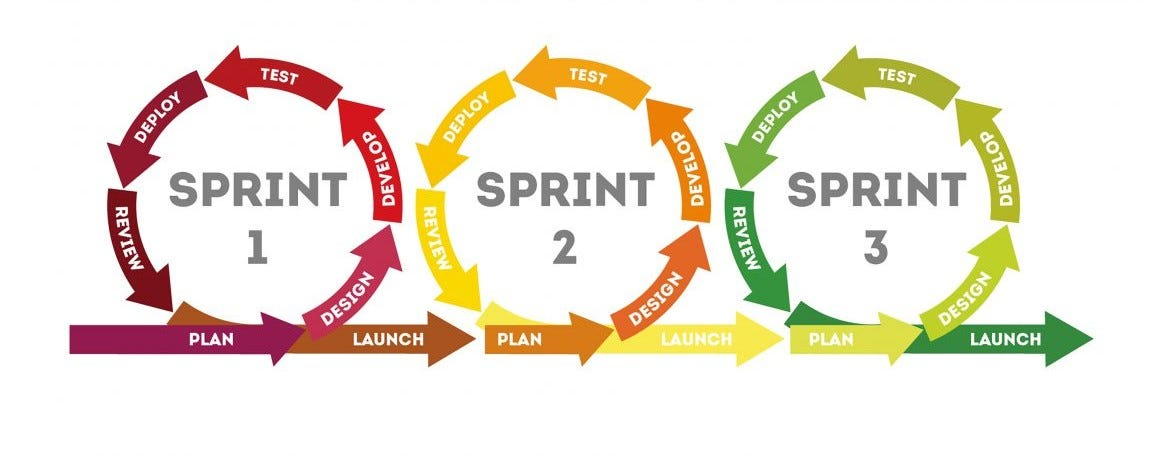 TEST
DEPLOY
DEVELOP
SPRINT
1
REVIEW
DESIGN
PLAN
LAUNCH
TEST
DEPLOY
DEVELOP
SPRINT
2
REVIEW
DESIGN
PLAN
LAUNCH
TEST
DEPLOY
DEVELOP
SPRINT
3
REVIEW
DESIGN
PLAN
LAUNCH